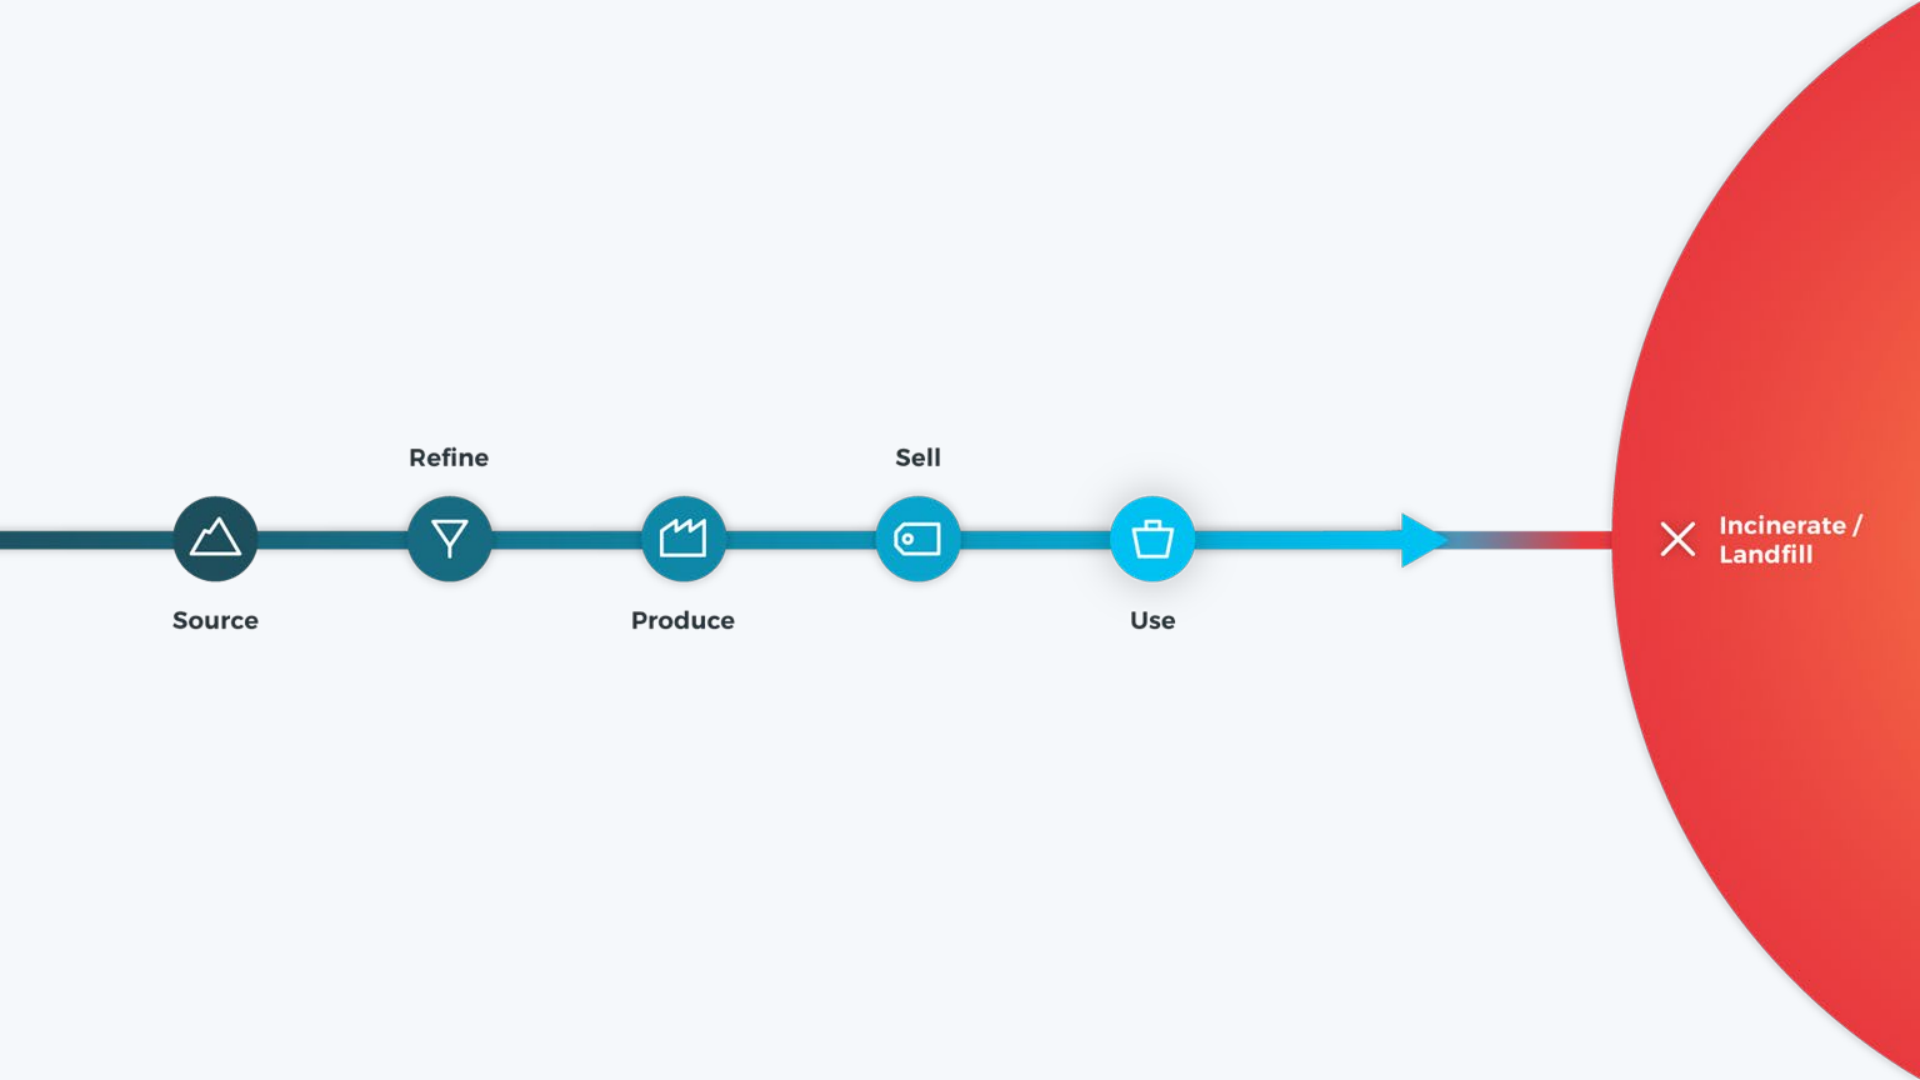 Refine
Sell
Source
Produce
Use
Incinerate /
Landfill